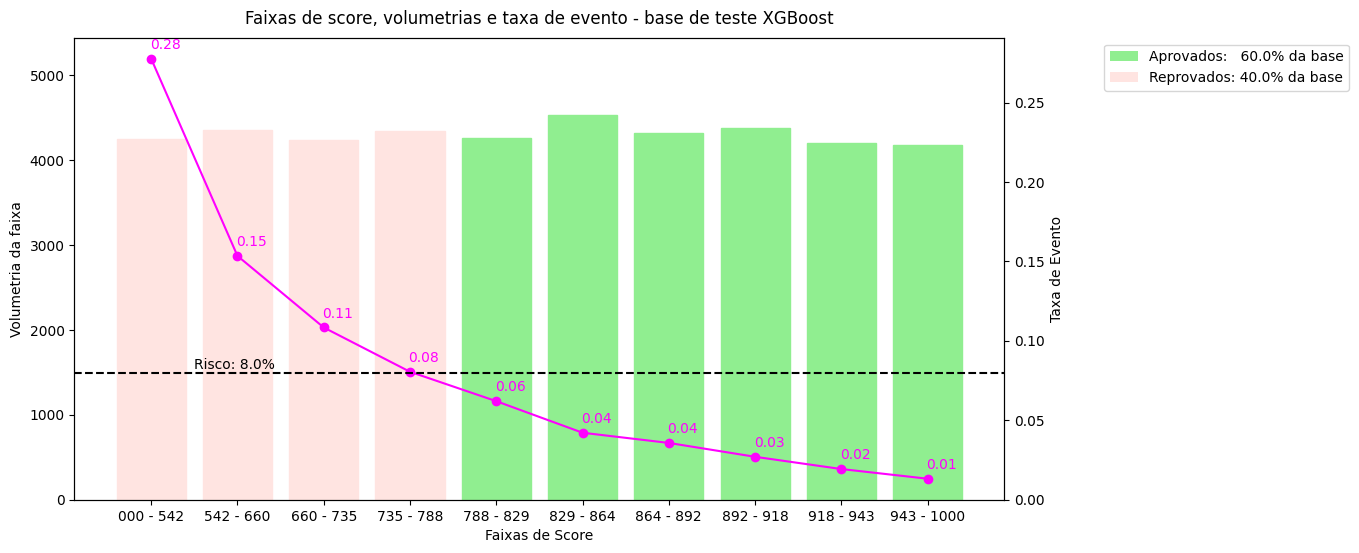 Faixas de score, volumetrias e taxa de evento - base de teste XGBoost
Aprovados: 60.0% da base
Reprovados: 40.0% da base
Volumetria da faixa
5000
4000
3000
2000
1000
0
0.28
0.15
0.11
0.08
0.06
0.04
0.04
0.03
0.02
0.01
Risco: 8.0%
0.25
0.20
0.15
0.10
0.05
0.00
Taxa de Evento
000 - 542 542 - 660 660 - 735 735 - 788 788 - 829 829 - 864 864 - 892 892 - 918 918 - 943 943 - 1000
Faixas de Score